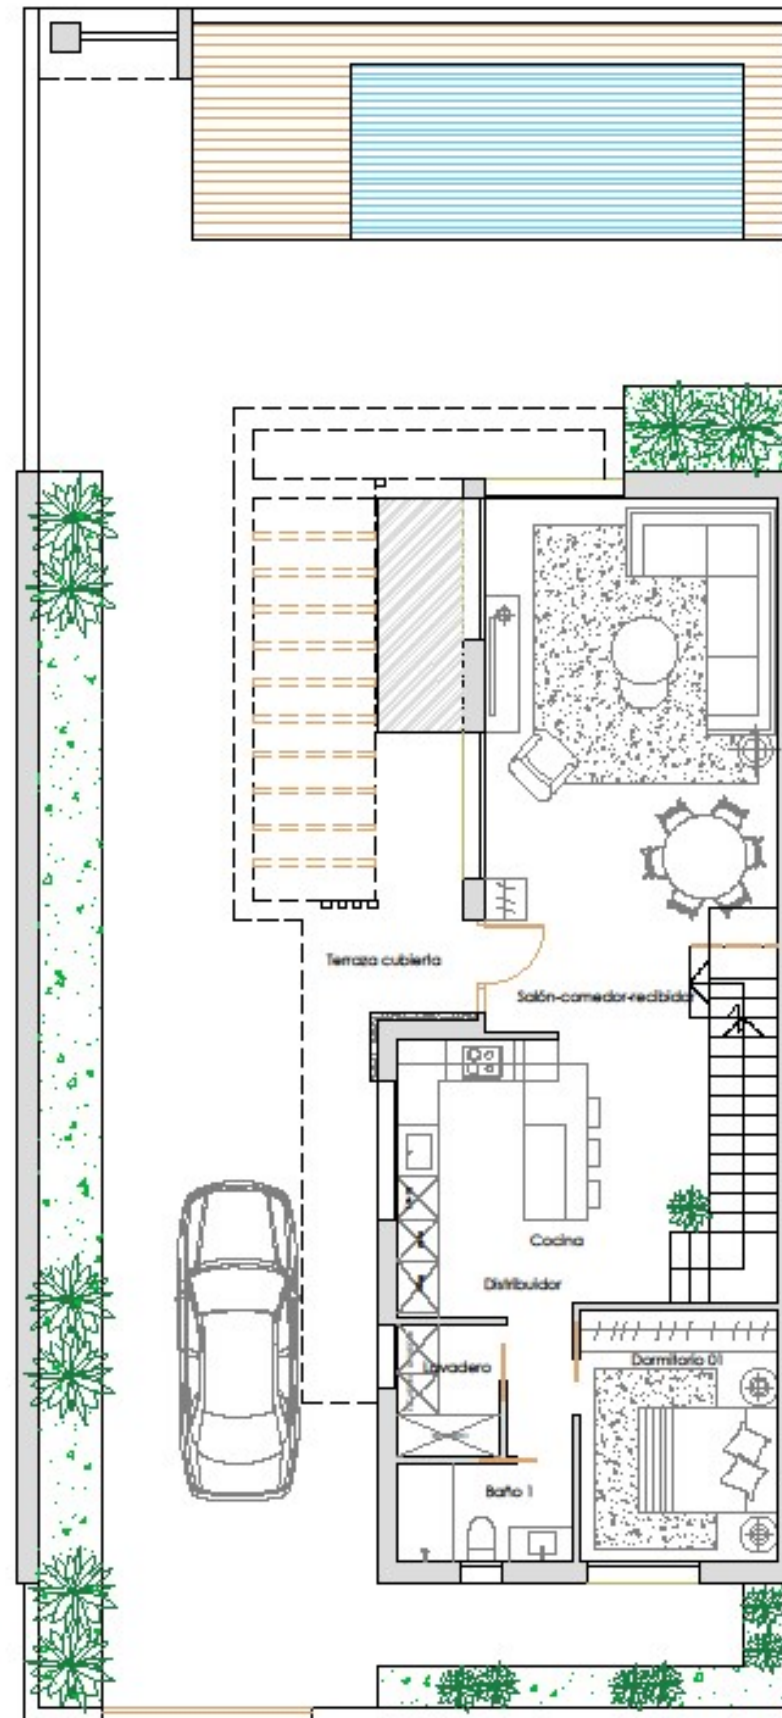 Terraza cubierta
Salón-comedor-recibidor
Cocina
Distribuidor
Lavadero
Dormitorio 01
Baño 1